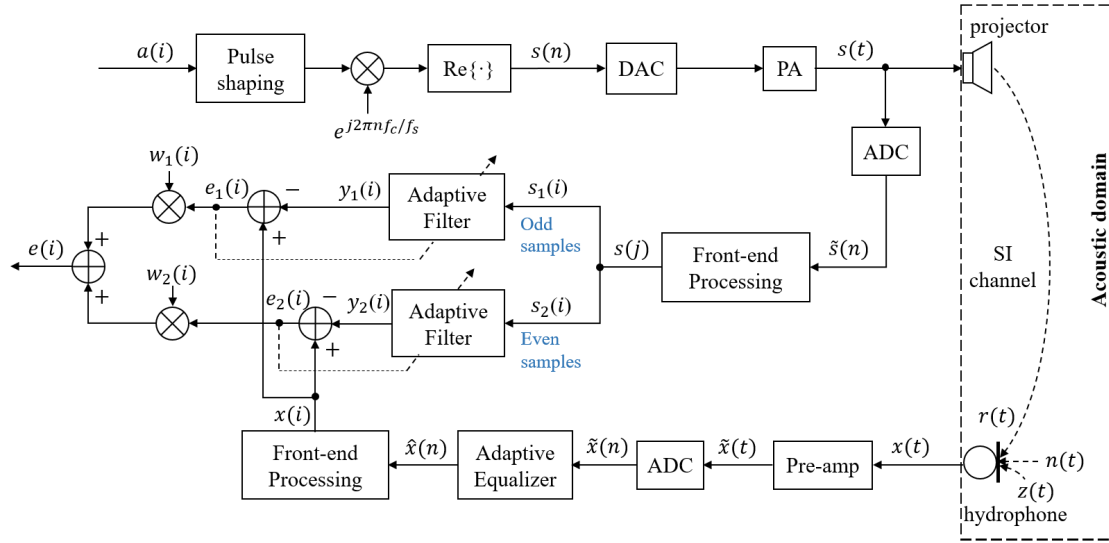 projector
a(i)
Pulse
shaping
Re{·}
s(n)
DAC
PA
s(t)
e^{j2πnf_c/f_s}
ADC
w_1(i)
e_1(i)
−
y_1(i)
Adaptive
Filter
s_1(i)
Odd
samples
+
+
e(i)
+
s(j)
Front-end
Processing
s̃(n)
SI
channel
Acoustic domain
w_2(i)
e_2(i)
−
y_2(i)
Adaptive
Filter
s_2(i)
Even
samples
+
x(i)
Front-end
Processing
x̂(n)
Adaptive
Equalizer
x̃(n)
ADC
x̃(t)
Pre-amp
x(t)
r(t)
n(t)
z(t)
hydrophone